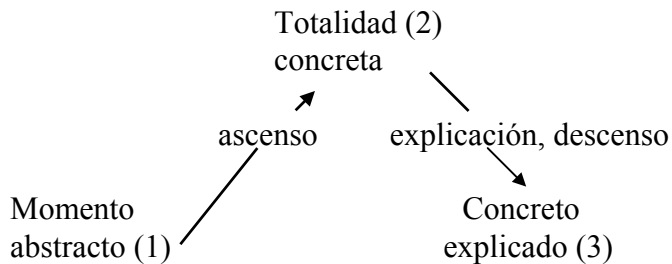 Totalidad (2)
concreta
ascenso
explicación, descenso
Momento
abstracto (1)
Concreto
explicado (3)